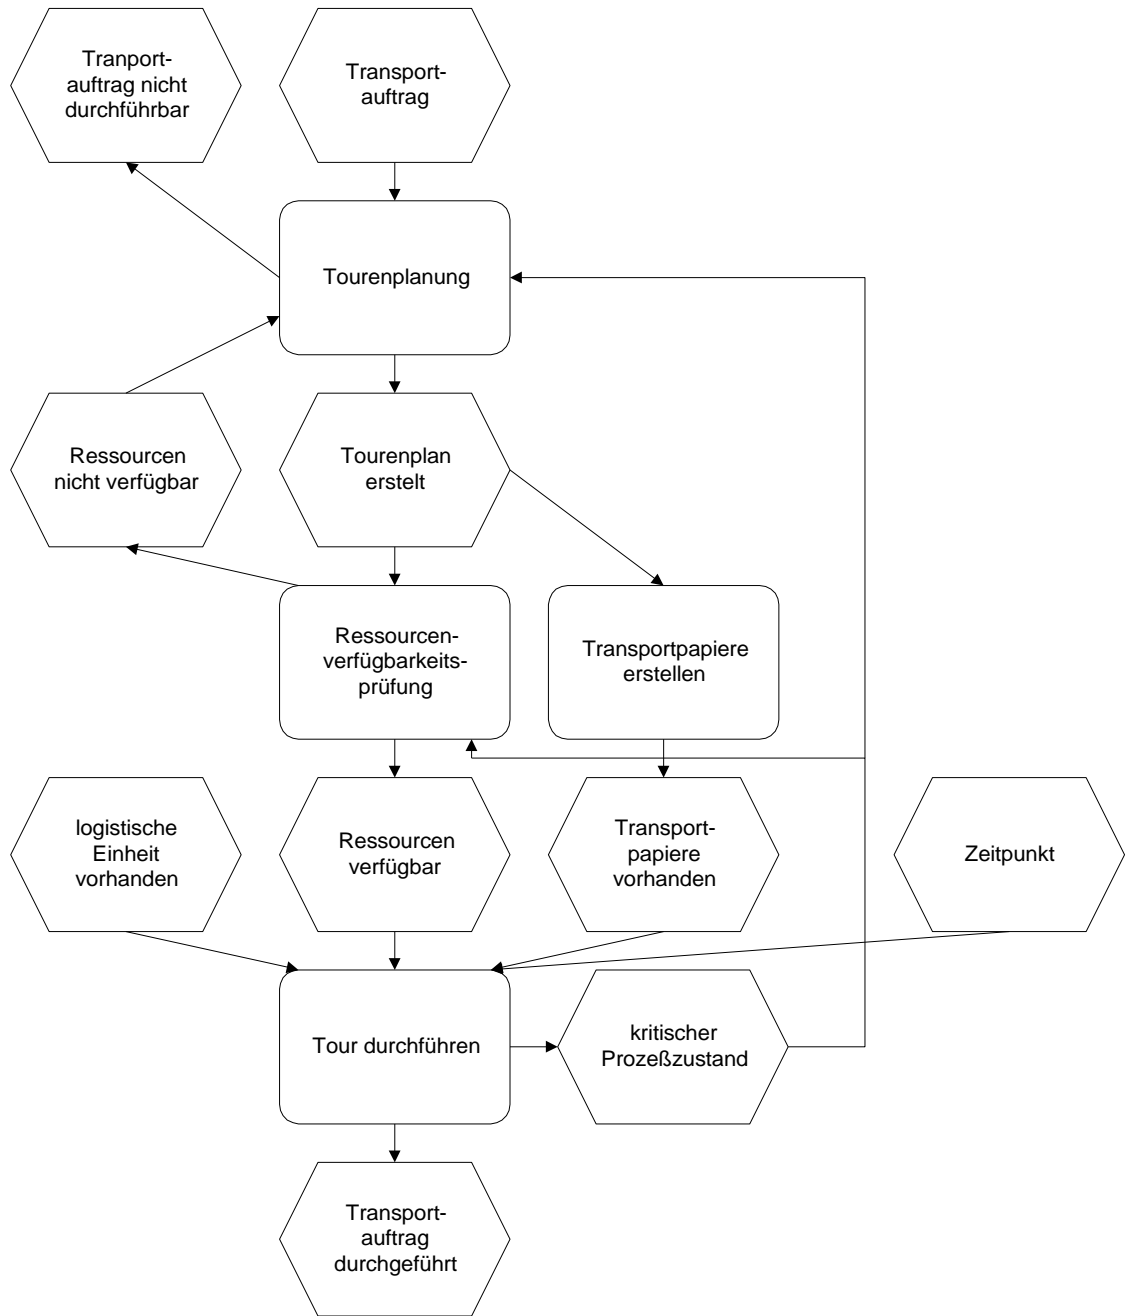 Tranport-
auftrag nicht
durchführbar
Transport-
auftrag
Tourenplanung
Ressourcen
nicht verfügbar
Tourenplan
erstelt
Ressourcen-
verfügbarkeits-
prüfung
Transportpapiere
erstellen
logistische
Einheit
vorhanden
Ressourcen
verfügbar
Transport-
papiere
vorhanden
Zeitpunkt
Tour durchführen
kritischer
Prozeßzustand
Transport-
auftrag
durchgeführt